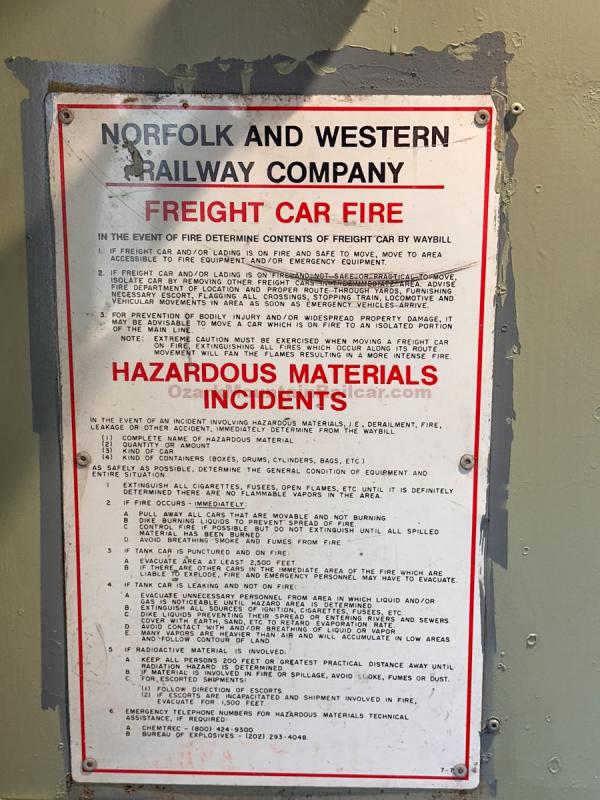 NORFOLK AND WESTERN
RAILWAY COMPANY
FREIGHT CAR FIRE
IN THE EVENT OF FIRE DETERMINE CONTENTS OF FREIGHT CAR BY WAYBILL
1. IF FREIGHT CAR AND/OR LADING IS ON FIRE AND SAFE TO MOVE, MOVE TO AREA
ACCESSIBLE TO FIRE EQUIPMENT AND/OR EMERGENCY EQUIPMENT.
2. IF FREIGHT CAR AND/OR LADING IS ON FIRE AND NOT SAFE OR PRACTICAL TO MOVE,
ISOLATE CAR BY REMOVING OTHER FREIGHT CARS IN THE IMMEDIATE AREA. ADVISE
FIRE DEPARTMENT OF LOCATION AND PROPER ROUTE THROUGH YARDS, FURNISHING
NECESSARY ESCORT, FLAGGING ALL CROSSINGS, STOPPING TRAIN, LOCOMOTIVE AND
VEHICULAR MOVEMENTS IN AREA AS SOON AS EMERGENCY VEHICLES ARRIVE.
3. FOR PREVENTION OF BODILY INJURY AND/OR WIDESPREAD PROPERTY DAMAGE, IT
MAY BE ADVISABLE TO MOVE A CAR WHICH IS ON FIRE TO AN ISOLATED PORTION
OF THE MAIN LINE.
NOTE: EXTREME CAUTION MUST BE EXERCISED WHEN MOVING A FREIGHT CAR
ON FIRE, EXTINGUISHING ALL FIRES WHICH OCCUR ALONG ITS ROUTE.
MOVEMENT WILL FAN THE FLAMES RESULTING IN A MORE INTENSE FIRE.
HAZARDOUS MATERIALS
OzarkMountainRailcar.com
INCIDENTS
IN THE EVENT OF AN INCIDENT INVOLVING HAZARDOUS MATERIALS, I.E., DERAILMENT, FIRE,
LEAKAGE OR OTHER ACCIDENT, IMMEDIATELY DETERMINE FROM THE WAYBILL
(1) COMPLETE NAME OF HAZARDOUS MATERIAL
(2) QUANTITY OR AMOUNT
(3) KIND OF CAR
(4) KIND OF CONTAINERS (BOXES, DRUMS, CYLINDERS, BAGS, ETC.)
AS SAFELY AS POSSIBLE, DETERMINE THE GENERAL CONDITION OF EQUIPMENT AND
ENTIRE SITUATION
1. EXTINGUISH ALL CIGARETTES, FUSEES, OPEN FLAMES, ETC UNTIL IT IS DEFINITELY
DETERMINED THERE ARE NO FLAMMABLE VAPORS IN THE AREA.
2. IF FIRE OCCURS - IMMEDIATELY:
A PULL AWAY ALL CARS THAT ARE MOVABLE AND NOT BURNING.
B DIKE BURNING LIQUIDS TO PREVENT SPREAD OF FIRE.
C CONTROL FIRE IF POSSIBLE BUT DO NOT EXTINGUISH UNTIL ALL SPILLED
MATERIAL HAS BEEN BURNED
D AVOID BREATHING SMOKE AND FUMES FROM FIRE
3. IF TANK CAR IS PUNCTURED AND ON FIRE:
A EVACUATE AREA AT LEAST 2,500 FEET
B IF THERE ARE OTHER CARS IN THE IMMEDIATE AREA OF THE FIRE WHICH ARE
LIABLE TO EXPLODE, FIRE AND EMERGENCY PERSONNEL MAY HAVE TO EVACUATE.
4. IF TANK CAR IS LEAKING AND NOT ON FIRE:
A EVACUATE UNNECESSARY PERSONNEL FROM AREA IN WHICH LIQUID AND/OR
GAS IS NOTICEABLE UNTIL HAZARD AREA IS DETERMINED
B. EXTINGUISH ALL SOURCES OF IGNITION, CIGARETTES, FUSEES, ETC.
C. DIKE LIQUIDS PREVENTING THEIR SPREAD OR ENTERING RIVERS AND SEWERS
COVER WITH EARTH, SAND, ETC TO RETARD EVAPORATION RATE.
D. AVOID CONTACT WITH AND/OR BREATHING OF LIQUID OR VAPOR
E. MANY VAPORS ARE HEAVIER THAN AIR AND WILL ACCUMULATE IN LOW AREAS
AND FOLLOW CONTOUR OF LAND
5. IF RADIOACTIVE MATERIAL IS INVOLVED:
A KEEP ALL PERSONS 200 FEET OR GREATEST PRACTICAL DISTANCE AWAY UNTIL
RADIATION HAZARD IS DETERMINED
B IF MATERIAL IS INVOLVED IN FIRE OR SPILLAGE, AVOID SMOKE, FUMES OR DUST.
C FOR ESCORTED SHIPMENTS:
(1) FOLLOW DIRECTION OF ESCORTS.
(2) IF ESCORTS ARE INCAPACITATED AND SHIPMENT INVOLVED IN FIRE,
EVACUATE FOR 1,500 FEET
6. EMERGENCY TELEPHONE NUMBERS FOR HAZARDOUS MATERIALS TECHNICAL
ASSISTANCE, IF REQUIRED:
A CHEMTREC - (800) 424-9300
B BUREAU OF EXPLOSIVES - (202) 293-4048.